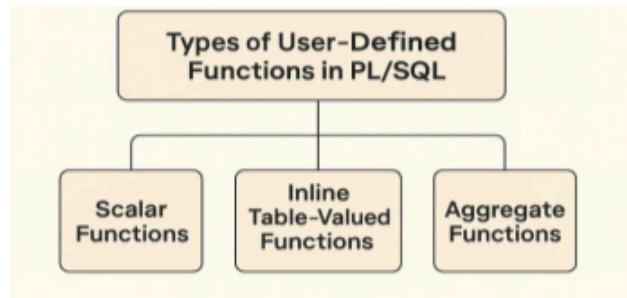 Types of User-Defined
Functions in PL/SQL
Scalar
Functions
Inline
Table-Valued
Functions
Aggregate
Functions